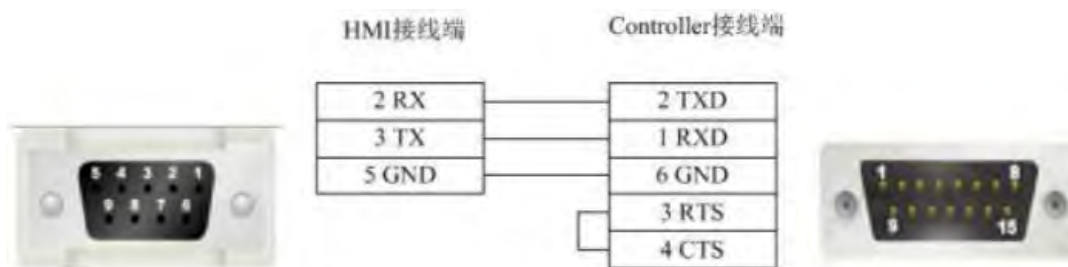 HMI接线端
Controller接线端
2 RX
2 TXD
3 TX
1 RXD
5 GND
6 GND
3 RTS
4 CTS
5 4 3 2 1
9 8 7 6
1 8
9 15